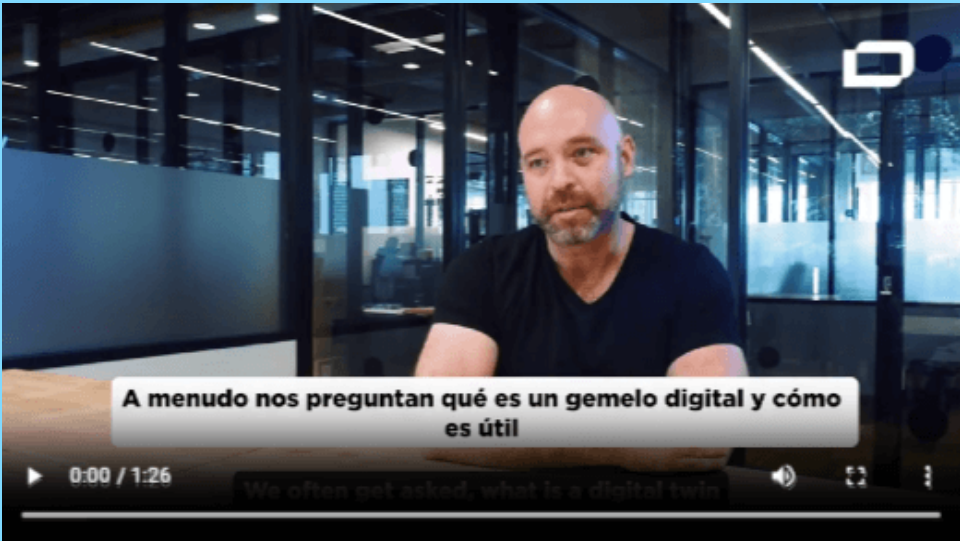 A menudo nos preguntan qué es un gemelo digital y cómo
es útil
0:00 / 1:26
We often get asked, what is a digital twin